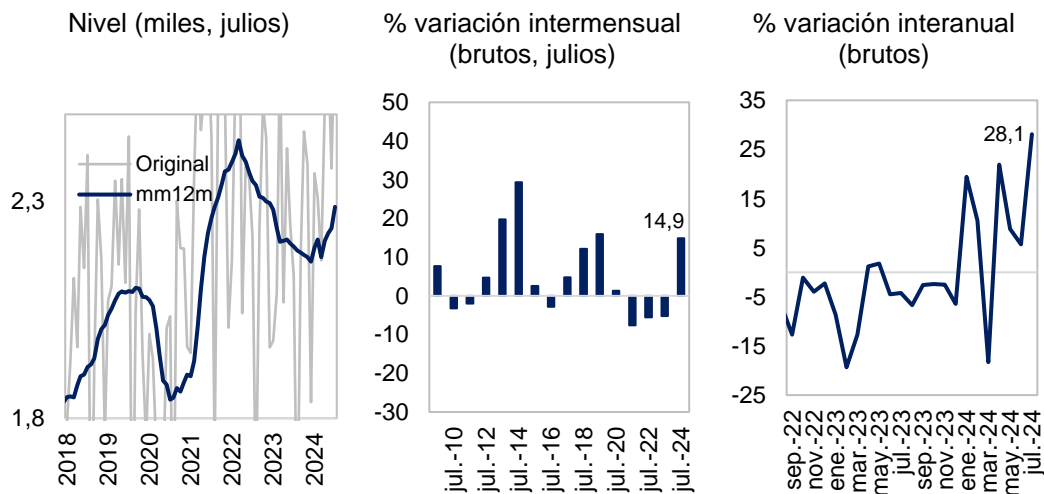 Nivel (miles, julios)
Original
mm12m
2,3
1,8
2018
2019
2020
2021
2022
2023
2024
% variación intermensual
(brutos, julios)
50
40
30
20
10
0
-10
-20
-30
14,9
jul.-10
jul.-12
jul.-14
jul.-16
jul.-18
jul.-20
jul.-22
jul.-24
% variación interanual
(brutos)
35
25
15
5
-5
-15
-25
28,1
sep.-22
nov.-22
ene.-23
mar.-23
may.-23
jul.-23
sep.-23
nov.-23
ene.-24
mar.-24
may.-24
jul.-24